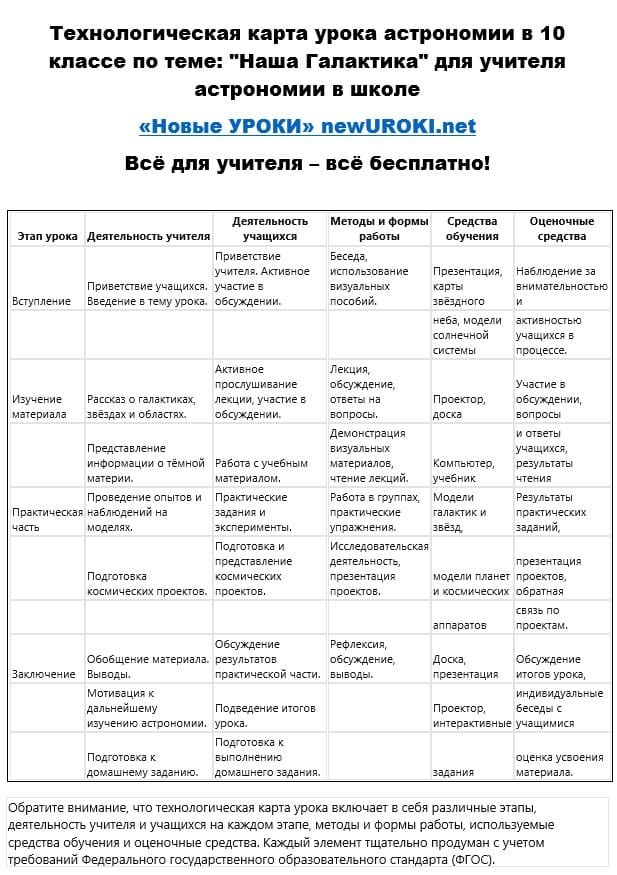 Технологическая карта урока астрономии в 10
классе по теме: "Наша Галактика" для учителя
астрономии в школе
«Новые УРОКИ» newUROKI.net
Всё для учителя – всё бесплатно!
Этап урока
Деятельность учителя
Деятельность
учащихся
Методы и формы
работы
Средства
обучения
Оценочные
средства
Вступление
Приветствие учащихся.
Введение в тему урока.
Приветствие
учителя. Активное
участие в
обсуждении.
Беседа,
использование
визуальных
пособий.
Презентация,
карты
звёздного
Наблюдение за
внимательностью
и
неба, модели
солнечной
системы
активностью
учащихся в
процессе.
Изучение
материала
Рассказ о галактиках,
звёздах и областях.
Активное
прослушивание
лекции, участие в
обсуждении.
Лекция,
обсуждение,
ответы на
вопросы.
Проектор,
доска
Участие в
обсуждении,
вопросы
Представление
информации о тёмной
материи.
Работа с учебным
материалом.
Демонстрация
визуальных
материалов,
чтение лекций.
Компьютер,
учебник
и ответы
учащихся,
результаты
чтения
Практическая
часть
Проведение опытов и
наблюдений на
моделях.
Практические
задания и
эксперименты.
Работа в группах,
практические
упражнения.
Модели
галактик и
звёзд,
Результаты
практических
заданий,
Подготовка
космических проектов.
Подготовка и
представление
космических
проектов.
Исследовательская
деятельность,
презентация
проектов.
модели планет
и космических
презентация
проектов,
обратная
аппаратов
связь по
проектам.
Заключение
Обобщение материала.
Выводы.
Обсуждение
результатов
практической части.
Рефлексия,
обсуждение,
выводы.
Доска,
презентация
Обсуждение
итогов урока,
Мотивация к
дальнейшему
изучению астрономии.
Подведение итогов
урока.
Проектор,
интерактивные
индивидуальные
беседы с
учащимися
Подготовка к
домашнему заданию.
Подготовка к
выполнению
домашнего задания.
задания
оценка усвоения
материала.
Обратите внимание, что технологическая карта урока включает в себя различные этапы,
деятельность учителя и учащихся на каждом этапе, методы и формы работы, используемые
средства обучения и оценочные средства. Каждый элемент тщательно продуман с учетом
требований Федерального государственного образовательного стандарта (ФГОС).